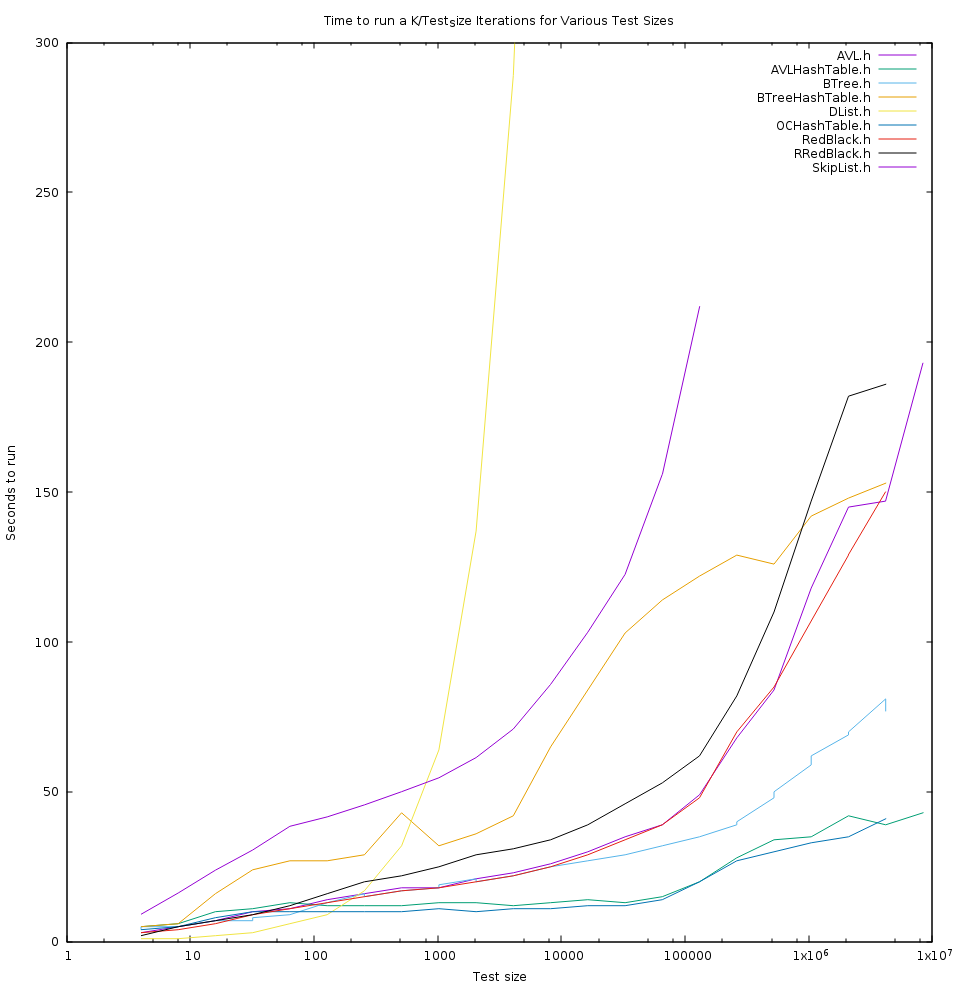 Time to run a K/Test_size Iterations for Various Test Sizes
300
AVL.h
AVLHashTable.h
BTree.h
BTreeHashTable.h
DList.h
OCHashTable.h
RedBlack.h
RRedBlack.h
SkipList.h
250
200
150
100
50
0
Seconds to run
1 10 100 1000 10000 100000 1x10^6 1x10^7
Test size